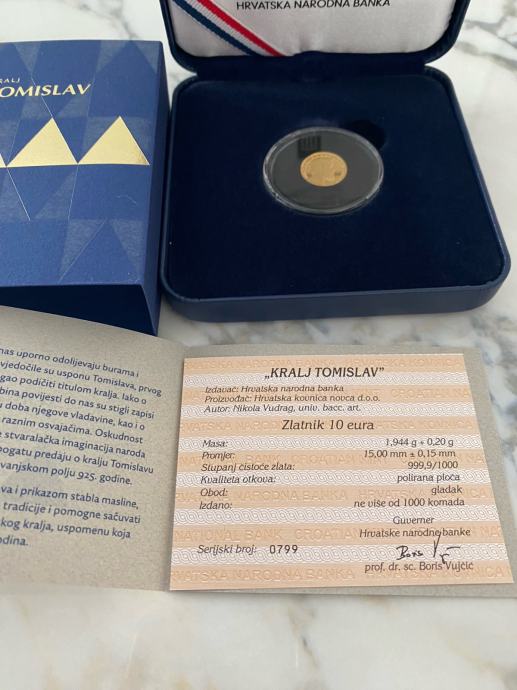 HRVATSKA NARODNA BANKA
KRALJ
TOMISLAV
nas uporno odolijevaju burama i
vjedočile su usponu Tomislava, prvog
gao podičiti titulom kralja. Iako o
bina povijesti do nas su stigli zapisi
u doba njegove vladavine, kao i o
raznim osvajačima. Oskudnost
e stvaralačka imaginacija naroda
pogatu predaju o kralju Tomislavu
vanjskom polju 925. godine.
va i prikazom stabla masline,
tradicije i pomogne sačuvati
kog kralja, uspomenu koja
odina.
„KRALJ TOMISLAV”
Izdavač: Hrvatska narodna banka
Proizvođač: Hrvatska kovnica novca d.o.o.
Autor: Nikola Vudrag, univ. bacc. art.
Zlatnik 10 eura
Masa: 1,944 g + 0,20 g
Promjer: 15,00 mm ± 0,15 mm
Stupanj čistoće zlata: 999,9/1000
Kvaliteta otkova: polirana ploča
Obod: gladak
Izdano: ne više od 1000 komada
Guverner
Hrvatske narodne banke
Serijski broj: 0799
prof. dr. sc. Boris Vujčić